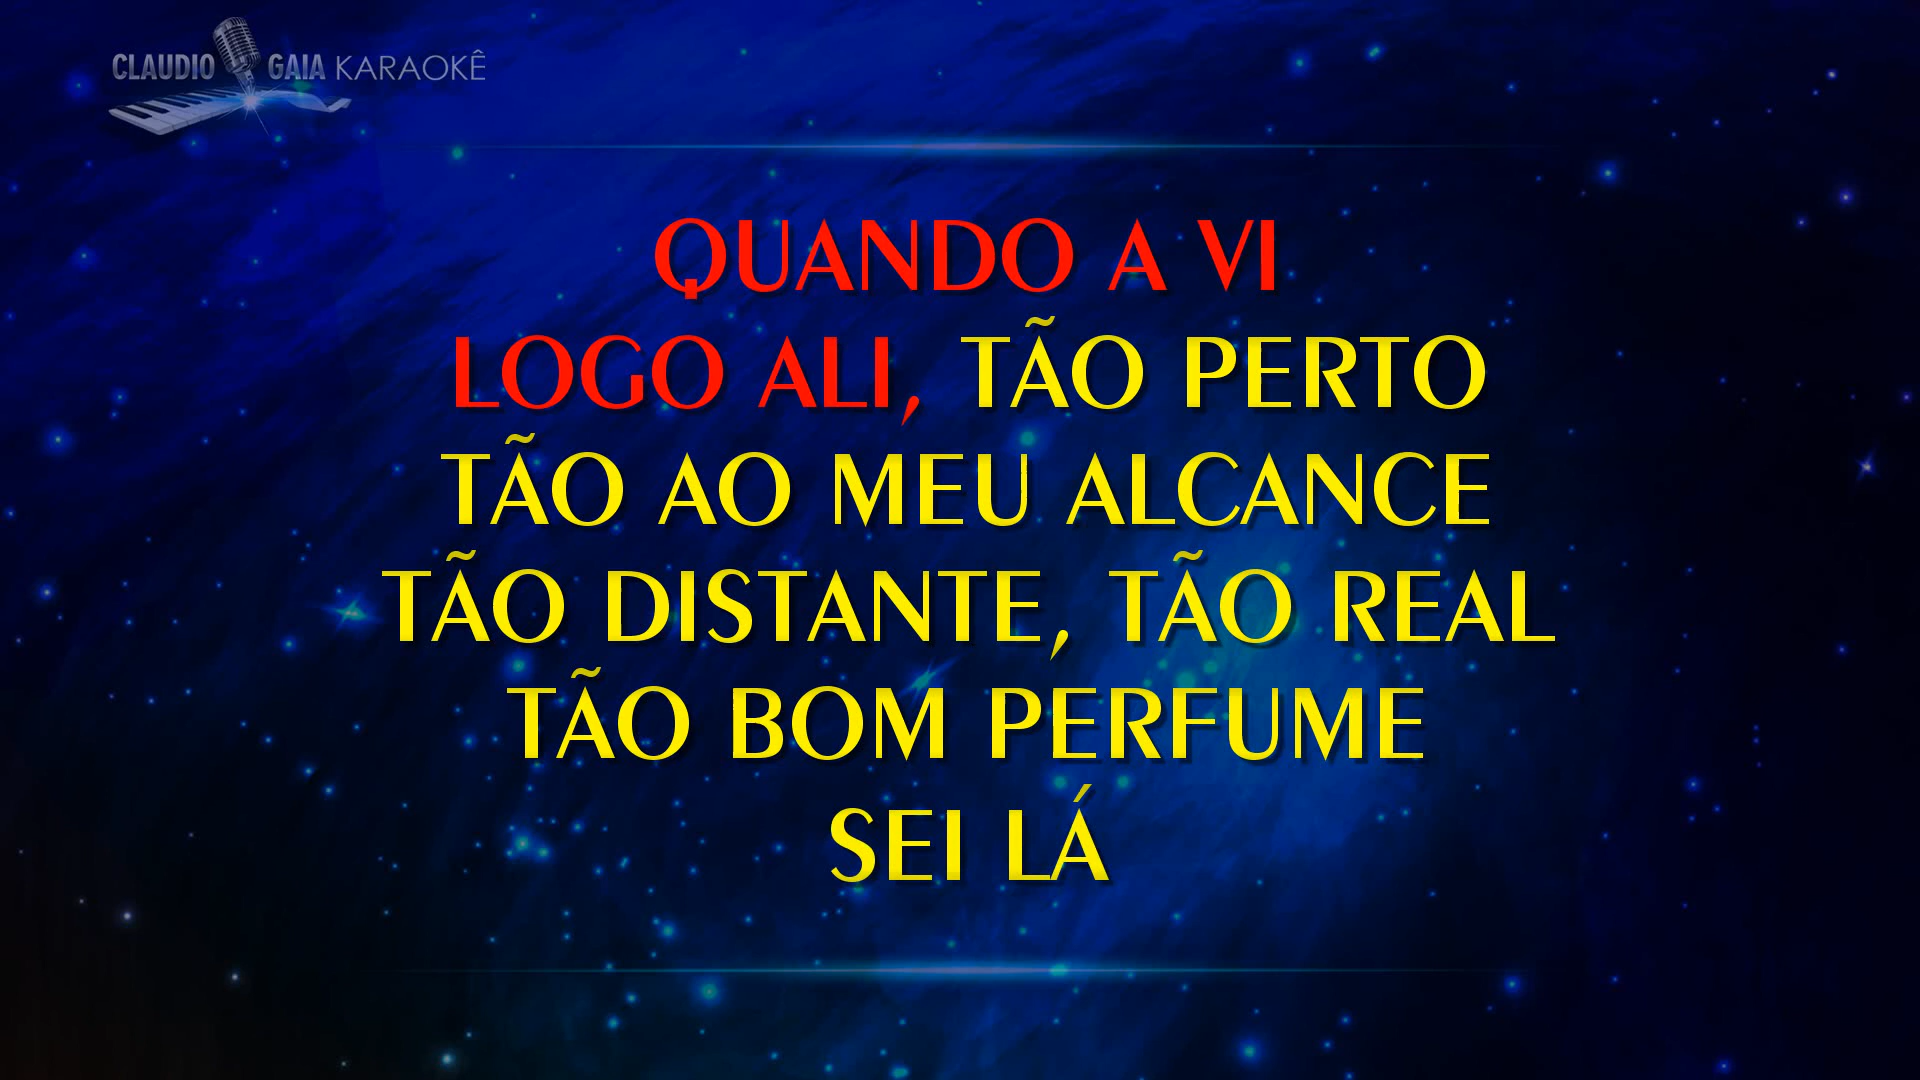 CLAUDIO GAIA KARAOKÊ
QUANDO A VI
LOGO ALI, TÃO PERTO
TÃO AO MEU ALCANCE
TÃO DISTANTE, TÃO REAL
TÃO BOM PERFUME
SEI LÁ